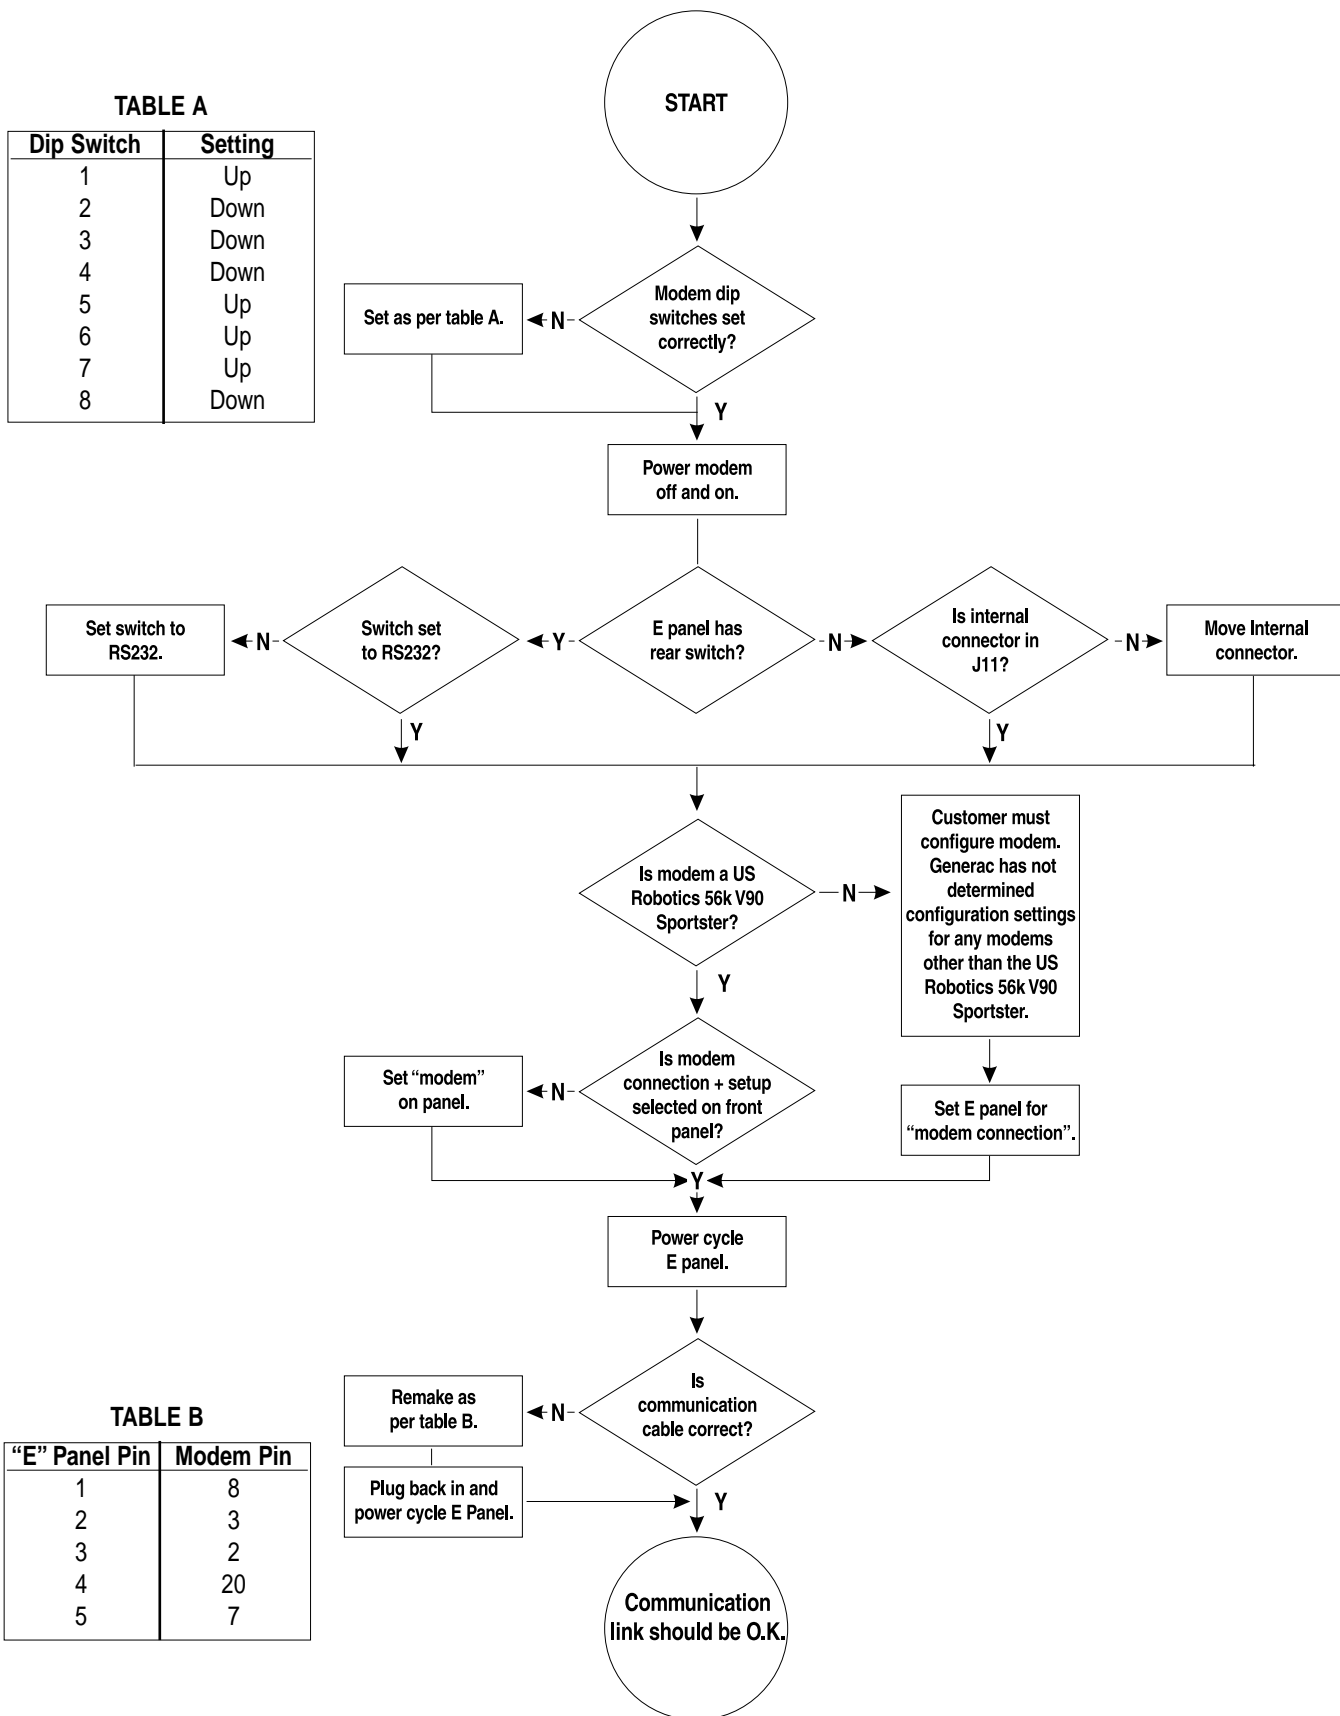 START
TABLE A
Dip Switch Setting
1 Up
2 Down
3 Down
4 Down
5 Up
6 Up
7 Up
8 Down
Modem dip
switches set
correctly?
N
Set as per table A.
Y
Power modem
off and on.
E panel has
rear switch?
Y
Switch set
to RS232?
N
Set switch to
RS232.
Y
N
Is internal
connector in
J11?
N
Move Internal
connector.
Y
Is modem a US
Robotics 56k V90
Sportster?
N
Customer must
configure modem.
Generac has not
determined
configuration settings
for any modems
other than the US
Robotics 56k V90
Sportster.
Set E panel for
“modem connection”.
Y
Is modem
connection + setup
selected on front
panel?
N
Set “modem”
on panel.
Y
Power cycle
E panel.
Is
communication
cable correct?
N
Remake as
per table B.
Plug back in and
power cycle E Panel.
Y
TABLE B
“E” Panel Pin Modem Pin
1 8
2 3
3 2
4 20
5 7
Communication
link should be O.K.